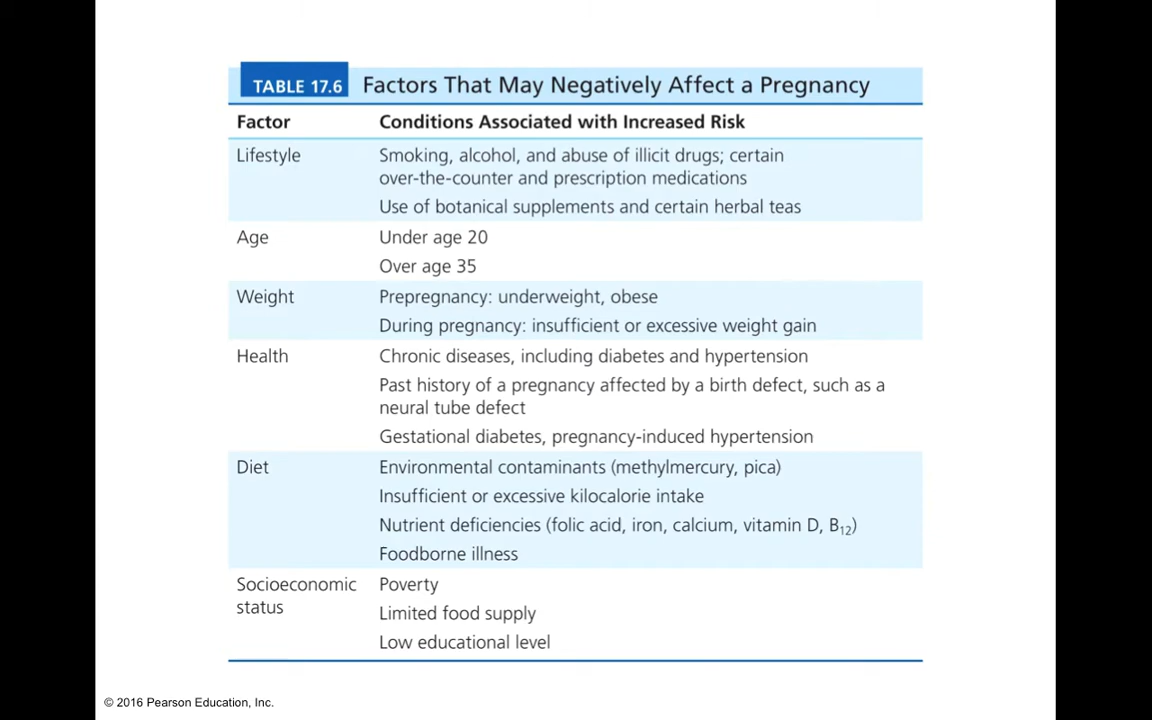 TABLE 17.6 Factors That May Negatively Affect a Pregnancy
Factor Conditions Associated with Increased Risk
Lifestyle Smoking, alcohol, and abuse of illicit drugs; certain
over-the-counter and prescription medications
Use of botanical supplements and certain herbal teas
Age Under age 20
Over age 35
Weight Prepregnancy: underweight, obese
During pregnancy: insufficient or excessive weight gain
Health Chronic diseases, including diabetes and hypertension
Past history of a pregnancy affected by a birth defect, such as a
neural tube defect
Gestational diabetes, pregnancy-induced hypertension
Diet Environmental contaminants (methylmercury, pica)
Insufficient or excessive kilocalorie intake
Nutrient deficiencies (folic acid, iron, calcium, vitamin D, B12)
Foodborne illness
Socioeconomic Poverty
status
Limited food supply
Low educational level
© 2016 Pearson Education, Inc.